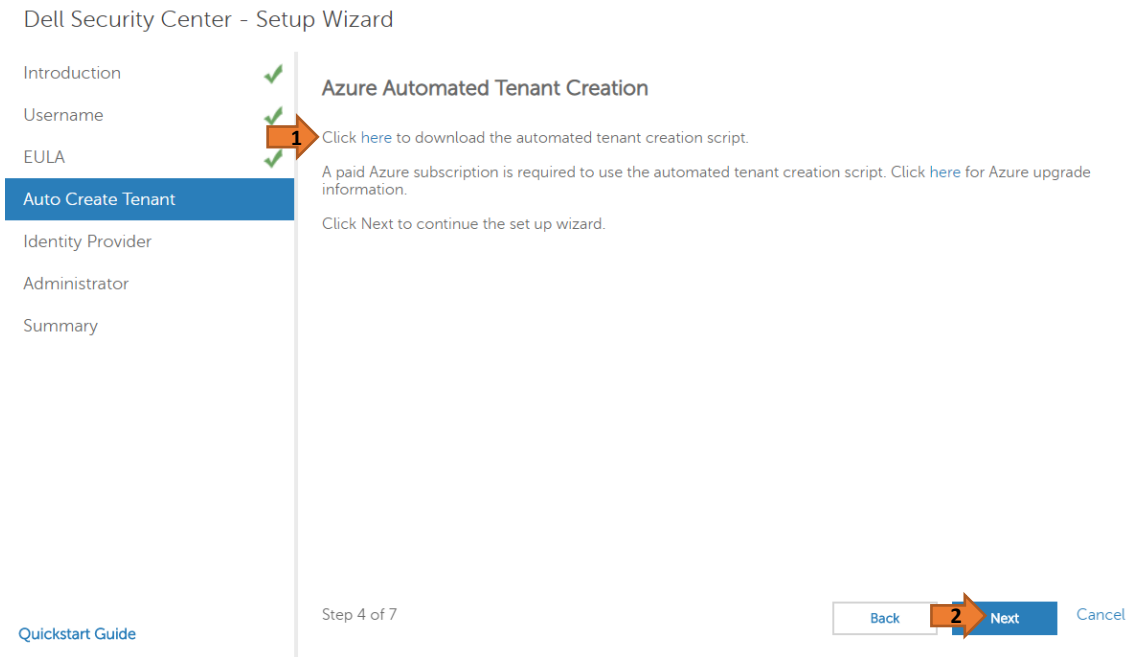 Dell Security Center - Setup Wizard
Introduction
Username
EULA
Auto Create Tenant
Identity Provider
Administrator
Summary
Quickstart Guide
Azure Automated Tenant Creation
1
Click here to download the automated tenant creation script.
A paid Azure subscription is required to use the automated tenant creation script. Click here for Azure upgrade
information.
Click Next to continue the set up wizard.
Step 4 of 7
Back
2
Next
Cancel